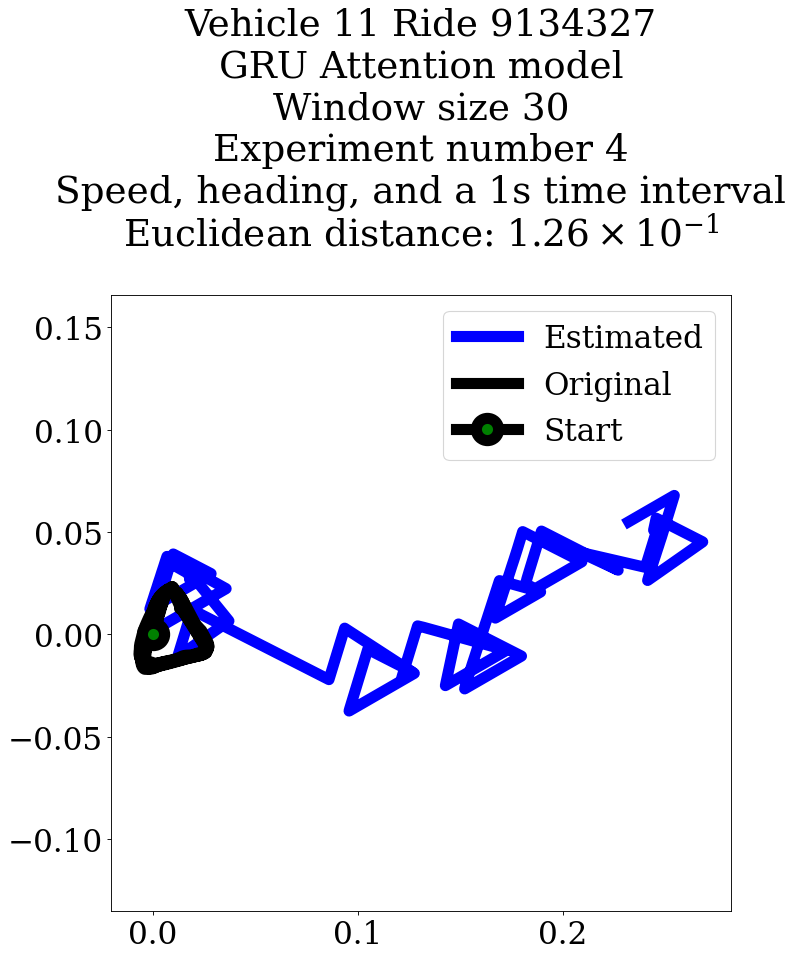 Vehicle 11 Ride 9134327
GRU Attention model
Window size 30
Experiment number 4
Speed, heading, and a 1s time interval
Euclidean distance: 1.26 × 10⁻¹
Estimated
Original
Start
0.15
0.10
0.05
0.00
−0.05
−0.10
0.0 0.1 0.2